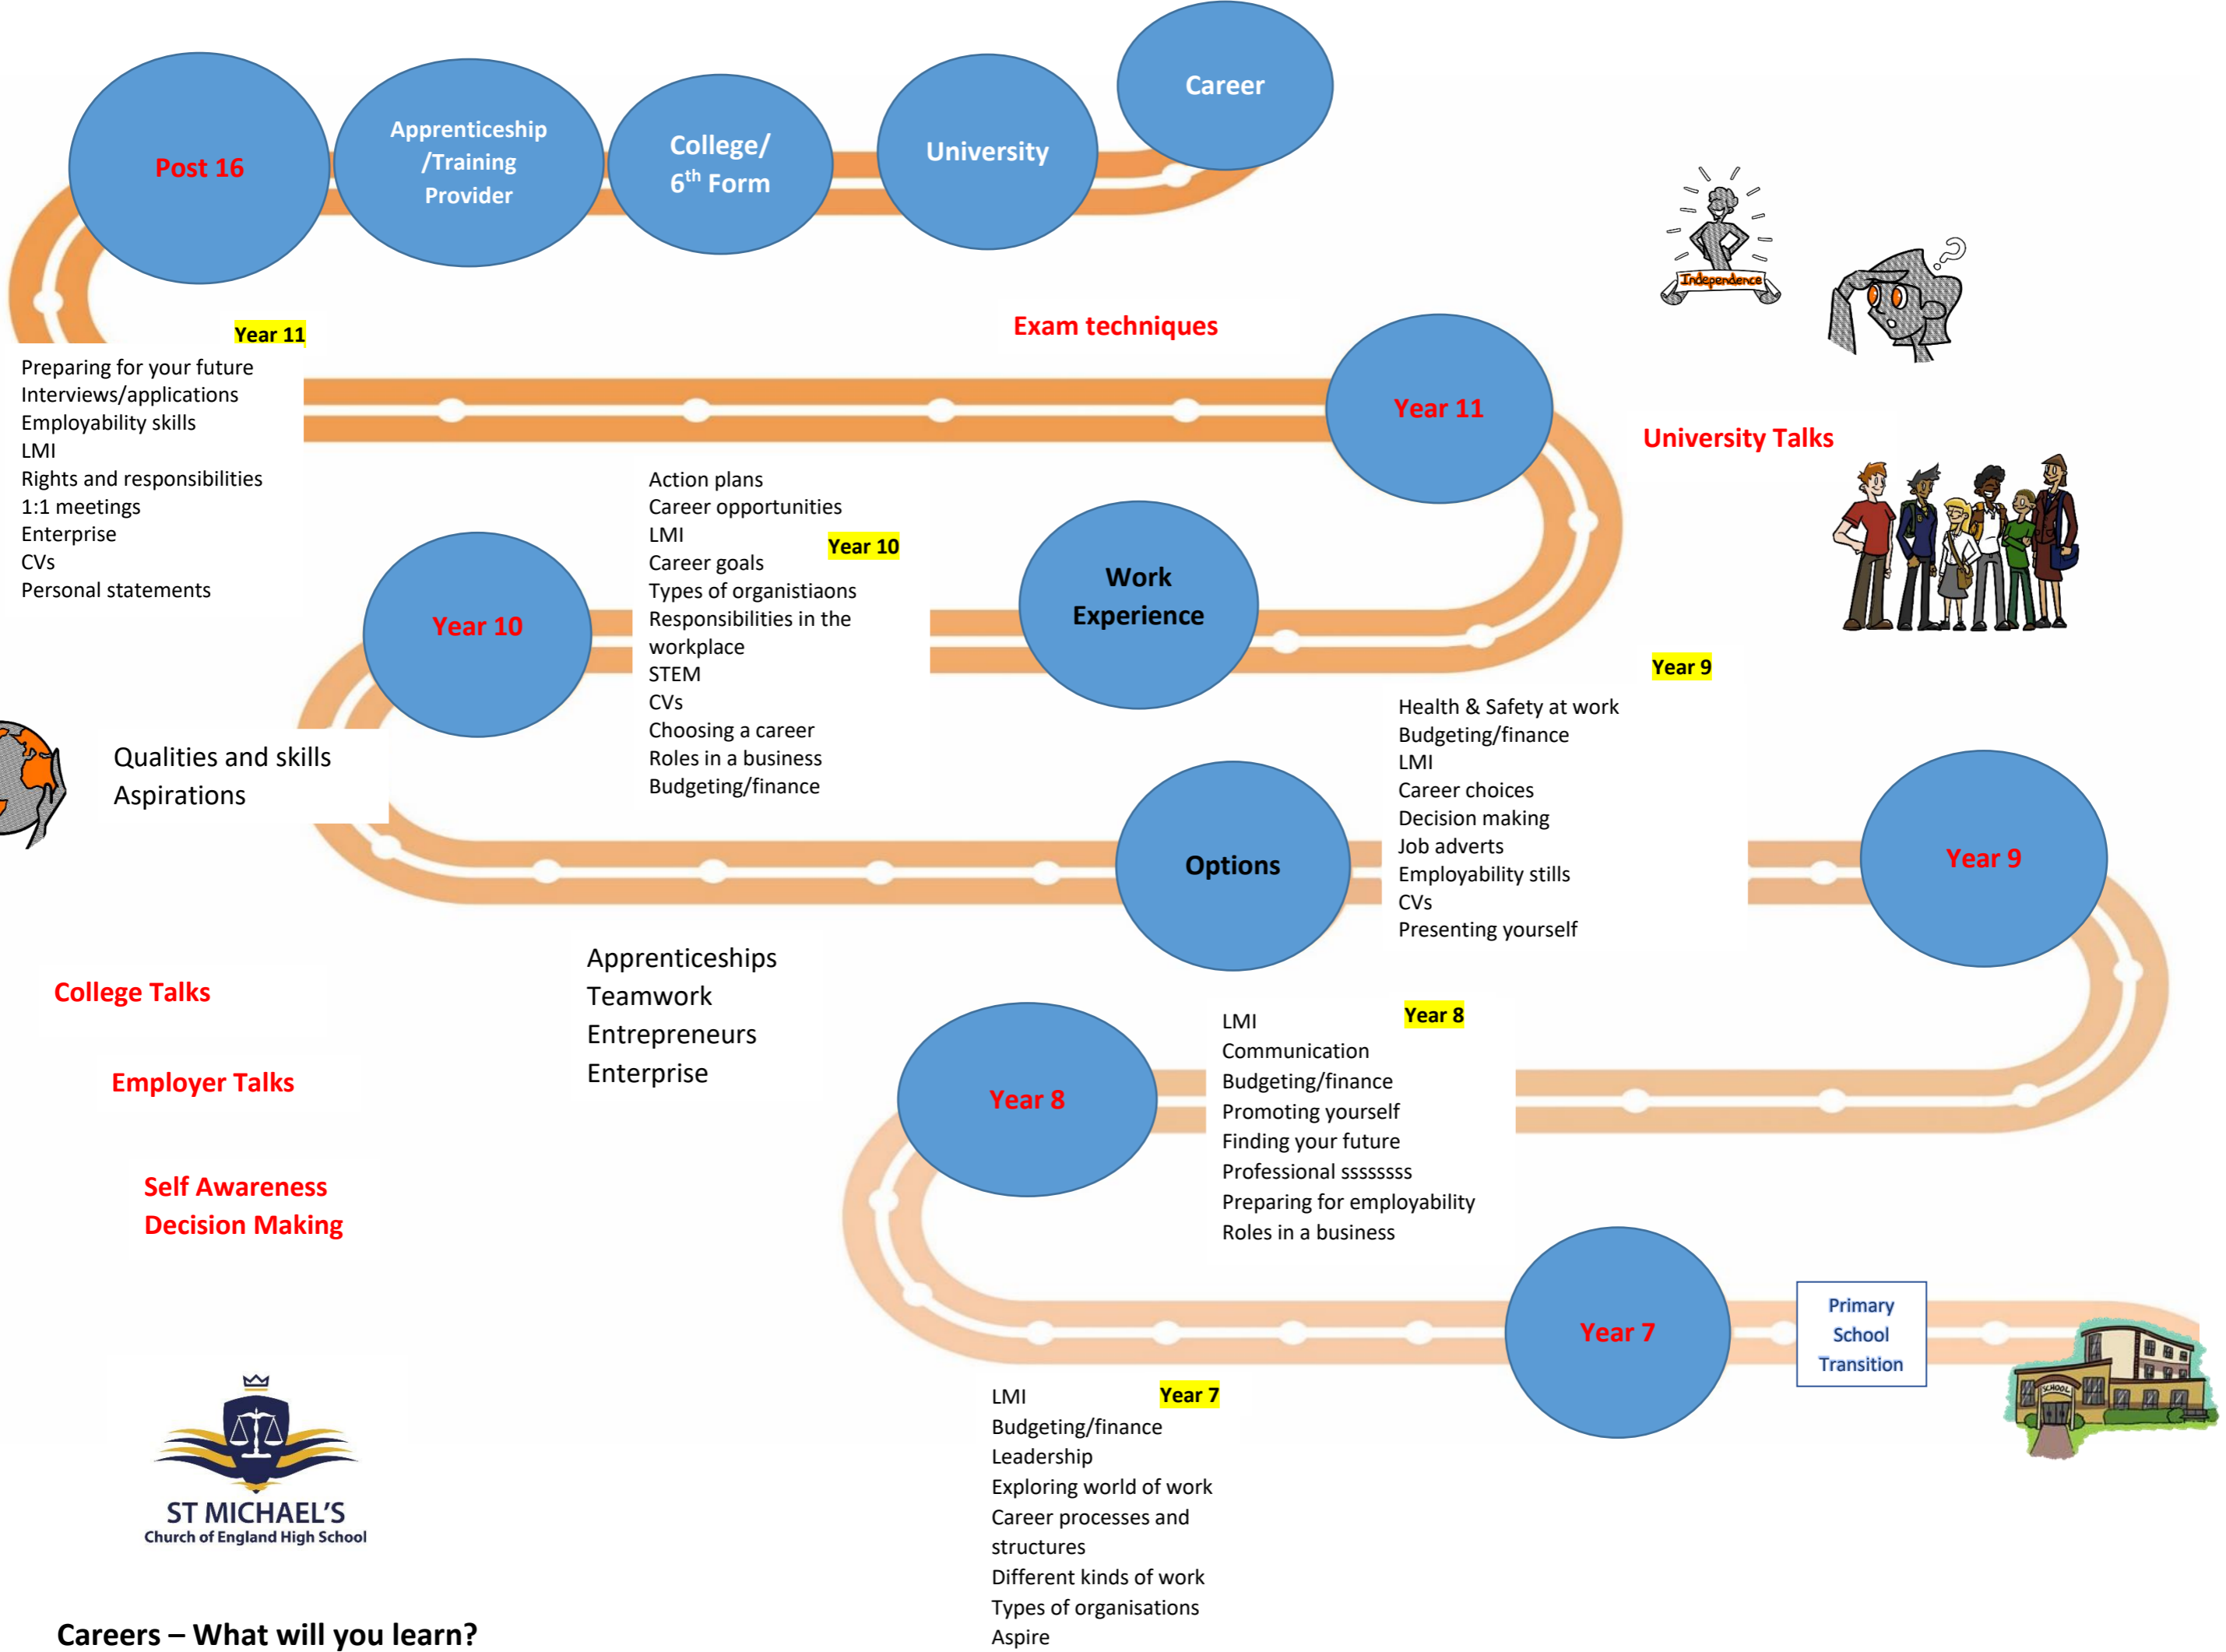 Career
Post 16
Apprenticeship
/Training
Provider
College/
6th Form
University
Independence
?
Year 11
Exam techniques
Preparing for your future
Interviews/applications
Employability skills
LMI
Rights and responsibilities
1:1 meetings
Enterprise
CVs
Personal statements
Year 11
University Talks
Action plans
Career opportunities
LMI
Career goals
Types of organistiaons
Responsibilities in the
workplace
STEM
CVs
Choosing a career
Roles in a business
Budgeting/finance
Year 10
Year 10
Work
Experience
Year 9
Health & Safety at work
Budgeting/finance
LMI
Career choices
Decision making
Job adverts
Employability stills
CVs
Presenting yourself
Year 9
Qualities and skills
Aspirations
Options
Apprenticeships
Teamwork
Entrepreneurs
Enterprise
College Talks
Employer Talks
Self Awareness
Decision Making
Year 8
Year 8
LMI
Communication
Budgeting/finance
Promoting yourself
Finding your future
Professional ssssssss
Preparing for employability
Roles in a business
Year 7
Primary
School
Transition
SCHOOL
Year 7
LMI
Budgeting/finance
Leadership
Exploring world of work
Career processes and
structures
Different kinds of work
Types of organisations
Aspire
ST MICHAEL'S
Church of England High School
Careers – What will you learn?